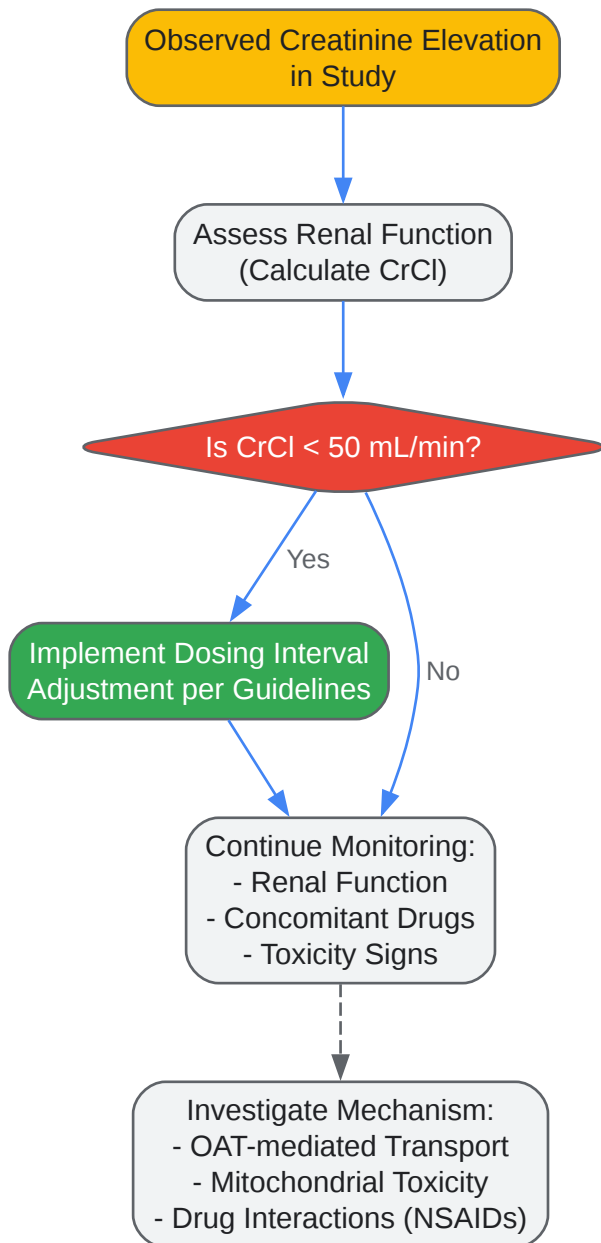 Observed Creatinine Elevation
in Study
Assess Renal Function
(Calculate CrCl)
Is CrCl < 50 mL/min?
Yes
Implement Dosing Interval
Adjustment per Guidelines
No
Continue Monitoring:
- Renal Function
- Concomitant Drugs
- Toxicity Signs
Investigate Mechanism:
- OAT-mediated Transport
- Mitochondrial Toxicity
- Drug Interactions (NSAIDs)